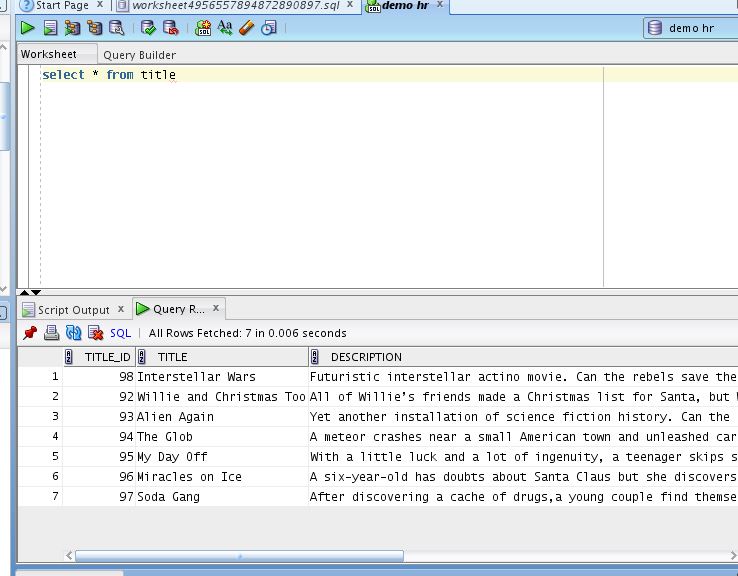 Start Page x worksheet4956557894872890897.sql x demo hr x
demo hr
Worksheet Query Builder
select * from title
Script Output x Query R... x
SQL | All Rows Fetched: 7 in 0.006 seconds
TITLE_ID TITLE DESCRIPTION
1 98 Interstellar Wars Futuristic interstellar actino movie. Can the rebels save the
2 92 Willie and Christmas Too All of Willie's friends made a Christmas list for Santa, but
3 93 Alien Again Yet another installation of science fiction history. Can the
4 94 The Glob A meteor crashes near a small American town and unleashed car
5 95 My Day Off With a little luck and a lot of ingenuity, a teenager skips s
6 96 Miracles on Ice A six-year-old has doubts about Santa Claus but she discovers
7 97 Soda Gang After discovering a cache of drugs,a young couple find themse